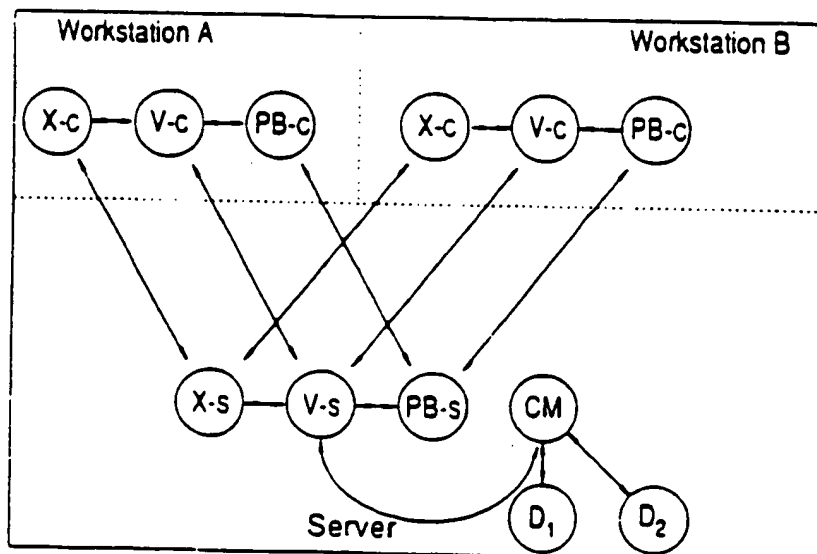 Workstation A
Workstation B
X-c V-c PB-c X-c V-c PB-c
X-s V-s PB-s CM
Server D₁ D₂